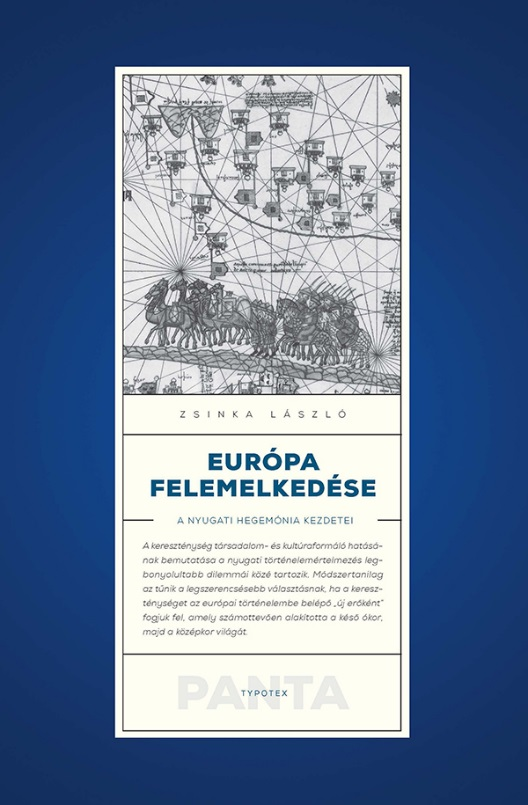 ZSINKA LÁSZLÓ
EURÓPA
FELEMELKEDÉSE
A NYUGATI HEGEMÓNIA KEZDETEI
A kereszténység társadalom- és kultúraformáló hatásá-
nak bemutatása a nyugati történelemértelmezés leg-
bonyolultabb dilemmái közé tartozik. Módszertanilag
az tűnik a legszerencsésebb választásnak, ha a keresz-
ténységet az európai történelembe belépő „új erőként”
fogjuk fel, amely számottevően alakította a késő ókor,
majd a középkor világát.
PANTA
TYPOTEX